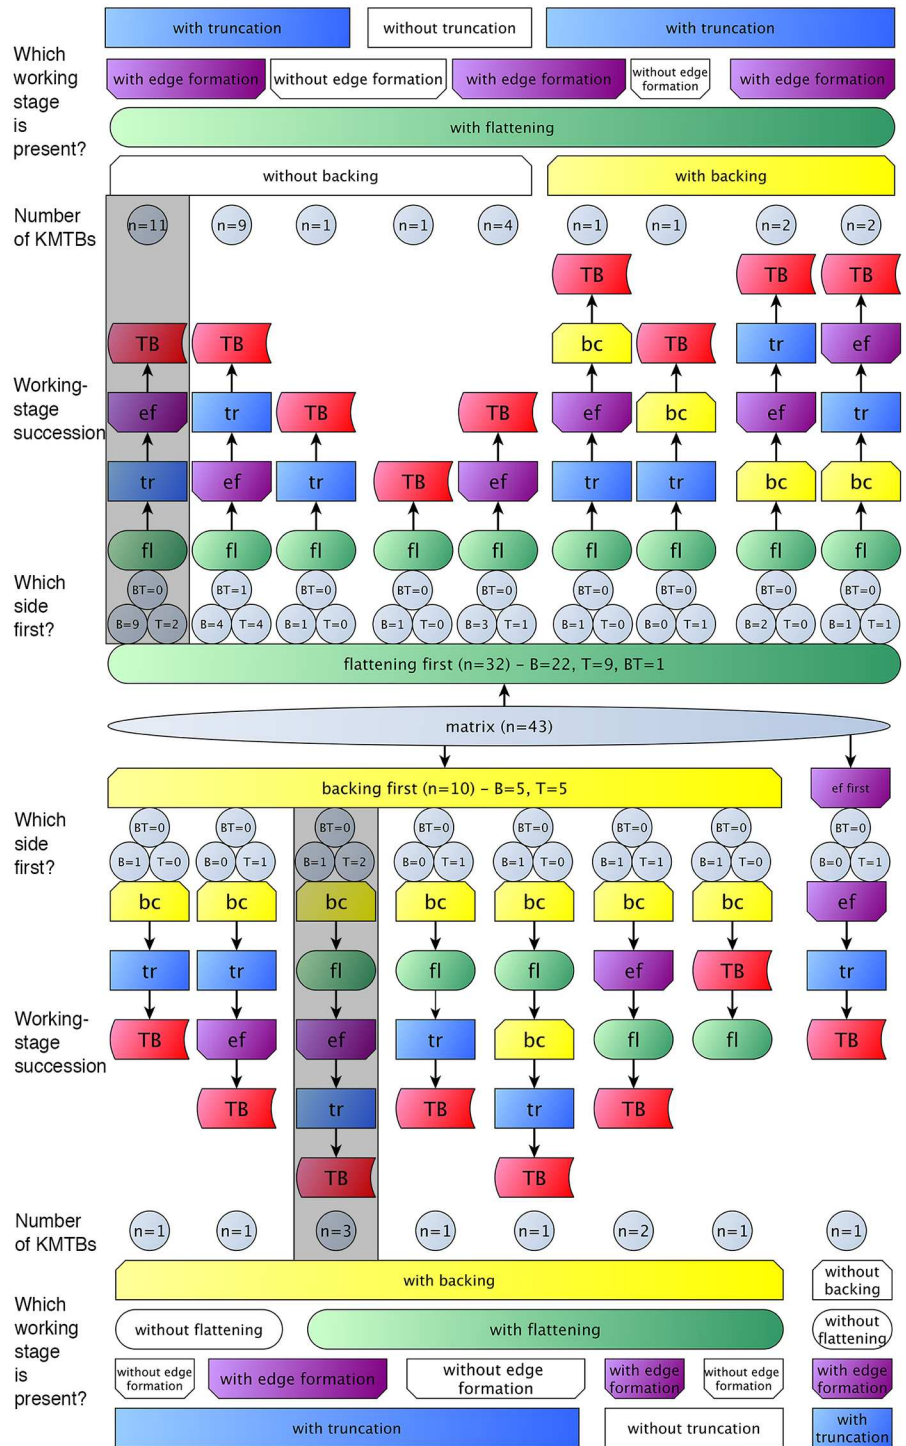 with truncation
without truncation
with truncation
Which
working
stage
is
present?
with edge formation
without edge formation
with edge formation
without edge
formation
with edge formation
with flattening
without backing
with backing
Number
of KMTBs
n=11
n=9
n=1
n=1
n=4
n=1
n=1
n=2
n=2
TB
TB
TB
TB
TB
bc
TB
tr
ef
Working-
stage
succession
ef
tr
TB
TB
ef
bc
ef
tr
tr
ef
tr
TB
ef
tr
tr
bc
bc
fl
fl
fl
fl
fl
fl
fl
fl
fl
Which
side
first?
BT=0
BT=1
BT=0
BT=0
BT=0
BT=0
BT=0
BT=0
BT=0
B=9
T=2
B=4
T=4
B=1
T=0
B=1
T=0
B=3
T=1
B=1
T=0
B=0
T=1
B=2
T=0
B=1
T=1
flattening first (n=32) – B=22, T=9, BT=1
matrix (n=43)
backing first (n=10) – B=5, T=5
ef first
Which
side
first?
BT=0
BT=0
BT=0
BT=0
BT=0
BT=0
BT=0
BT=0
B=1
T=0
B=0
T=1
B=1
T=2
B=0
T=1
B=1
T=1
B=1
T=1
B=1
T=0
B=0
T=1
bc
bc
bc
bc
bc
bc
bc
ef
tr
tr
fl
fl
fl
ef
TB
tr
Working-
stage
succession
TB
ef
ef
tr
bc
fl
fl
TB
TB
tr
TB
tr
TB
TB
TB
Number
of KMTBs
n=1
n=1
n=3
n=1
n=1
n=2
n=1
n=1
with backing
without
backing
Which
working
stage
is
present?
without flattening
with flattening
without
flattening
without edge
formation
with edge formation
without edge
formation
with edge
formation
without edge
formation
with edge
formation
with truncation
without truncation
with
truncation